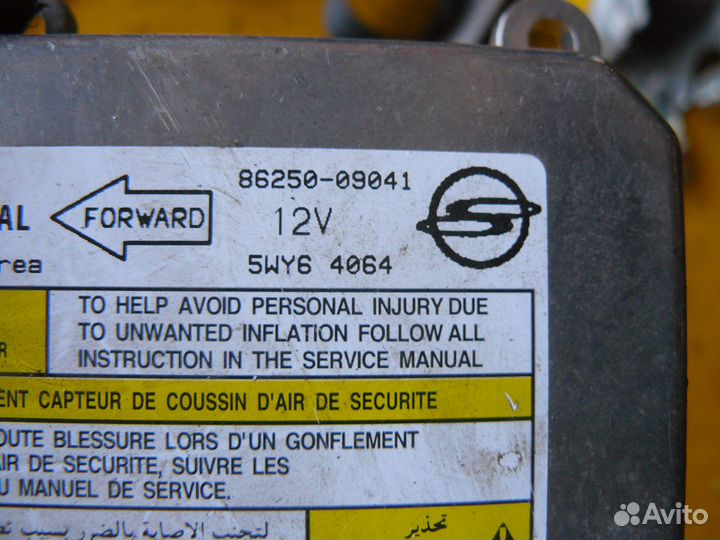 86250-09041
AL FORWARD 12V
rea 5WY6 4064
TO HELP AVOID PERSONAL INJURY DUE
TO UNWANTED INFLATION FOLLOW ALL
R INSTRUCTION IN THE SERVICE MANUAL
ENT CAPTEUR DE COUSSIN D'AIR DE SECURITE
OUTE BLESSURE LORS D'UN GONFLEMENT
AIR DE SECURITE, SUIVRE LES
U MANUEL DE SERVICE.
تحذير
لتجنب الاصابة بالضرر بسبب
Avito